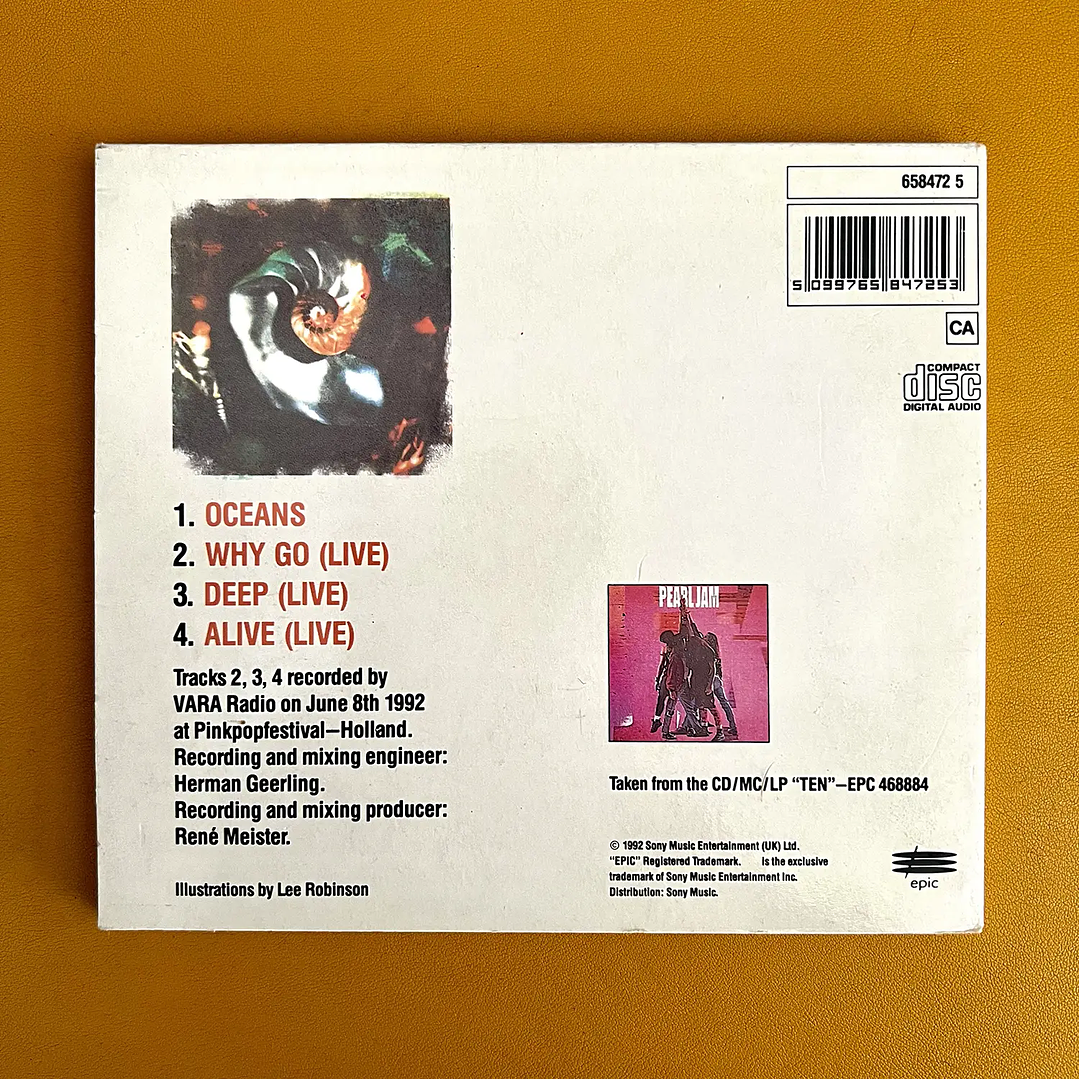 658472 5
5 099765 847253
CA
COMPACT
disc
DIGITAL AUDIO
1. OCEANS
2. WHY GO (LIVE)
3. DEEP (LIVE)
4. ALIVE (LIVE)
Tracks 2, 3, 4 recorded by
VARA Radio on June 8th 1992
at Pinkpopfestival–Holland.
Recording and mixing engineer:
Herman Geerling.
Recording and mixing producer:
René Meister.
Illustrations by Lee Robinson
PEARL JAM
Taken from the CD/MC/LP “TEN”–EPC 468884
© 1992 Sony Music Entertainment (UK) Ltd.
“EPIC” Registered Trademark. is the exclusive
trademark of Sony Music Entertainment Inc.
Distribution: Sony Music.
epic